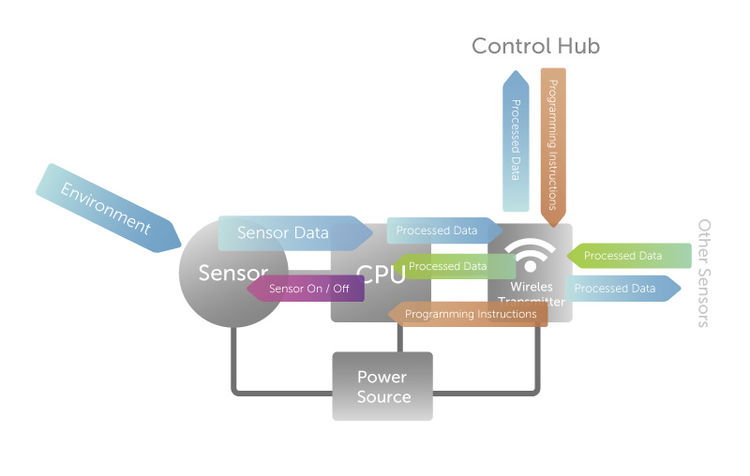 Control Hub
Processed Data
Programming Instructions
Environment
Sensor Data
Processed Data
Sensor
CPU
Processed Data
Processed Data
Sensor On / Off
Wireles
Transmitter
Processed Data
Programming Instructions
Other Sensors
Power
Source